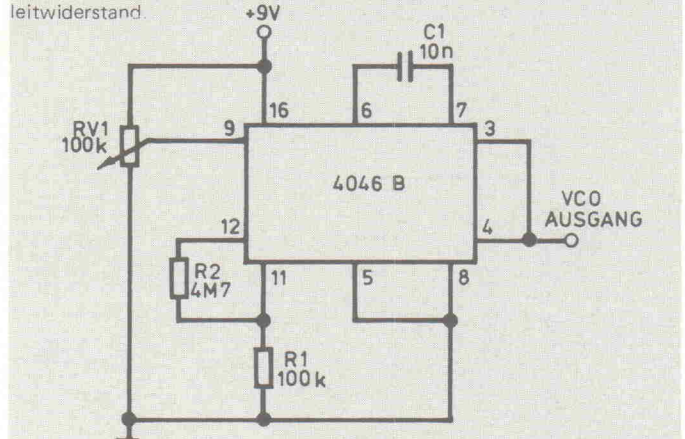 leitwiderstand.
+9V
C1
10n
16
6
7
RV1
100k
9
3
4046 B
VCO
AUSGANG
12
4
R2
4M7
11
5
8
R1
100k